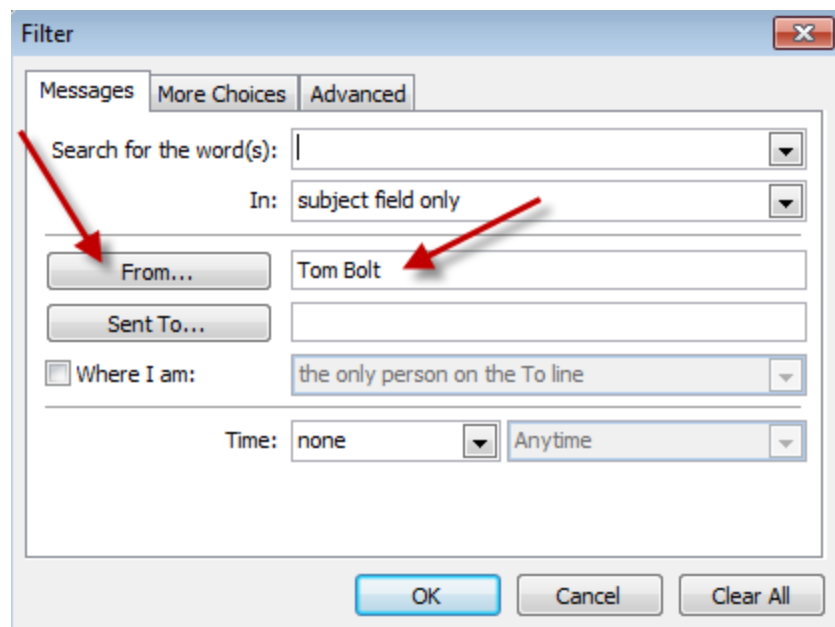 Filter
Messages More Choices Advanced
Search for the word(s):
In: subject field only
From... Tom Bolt
Sent To...
Where I am: the only person on the To line
Time: none Anytime
OK Cancel Clear All